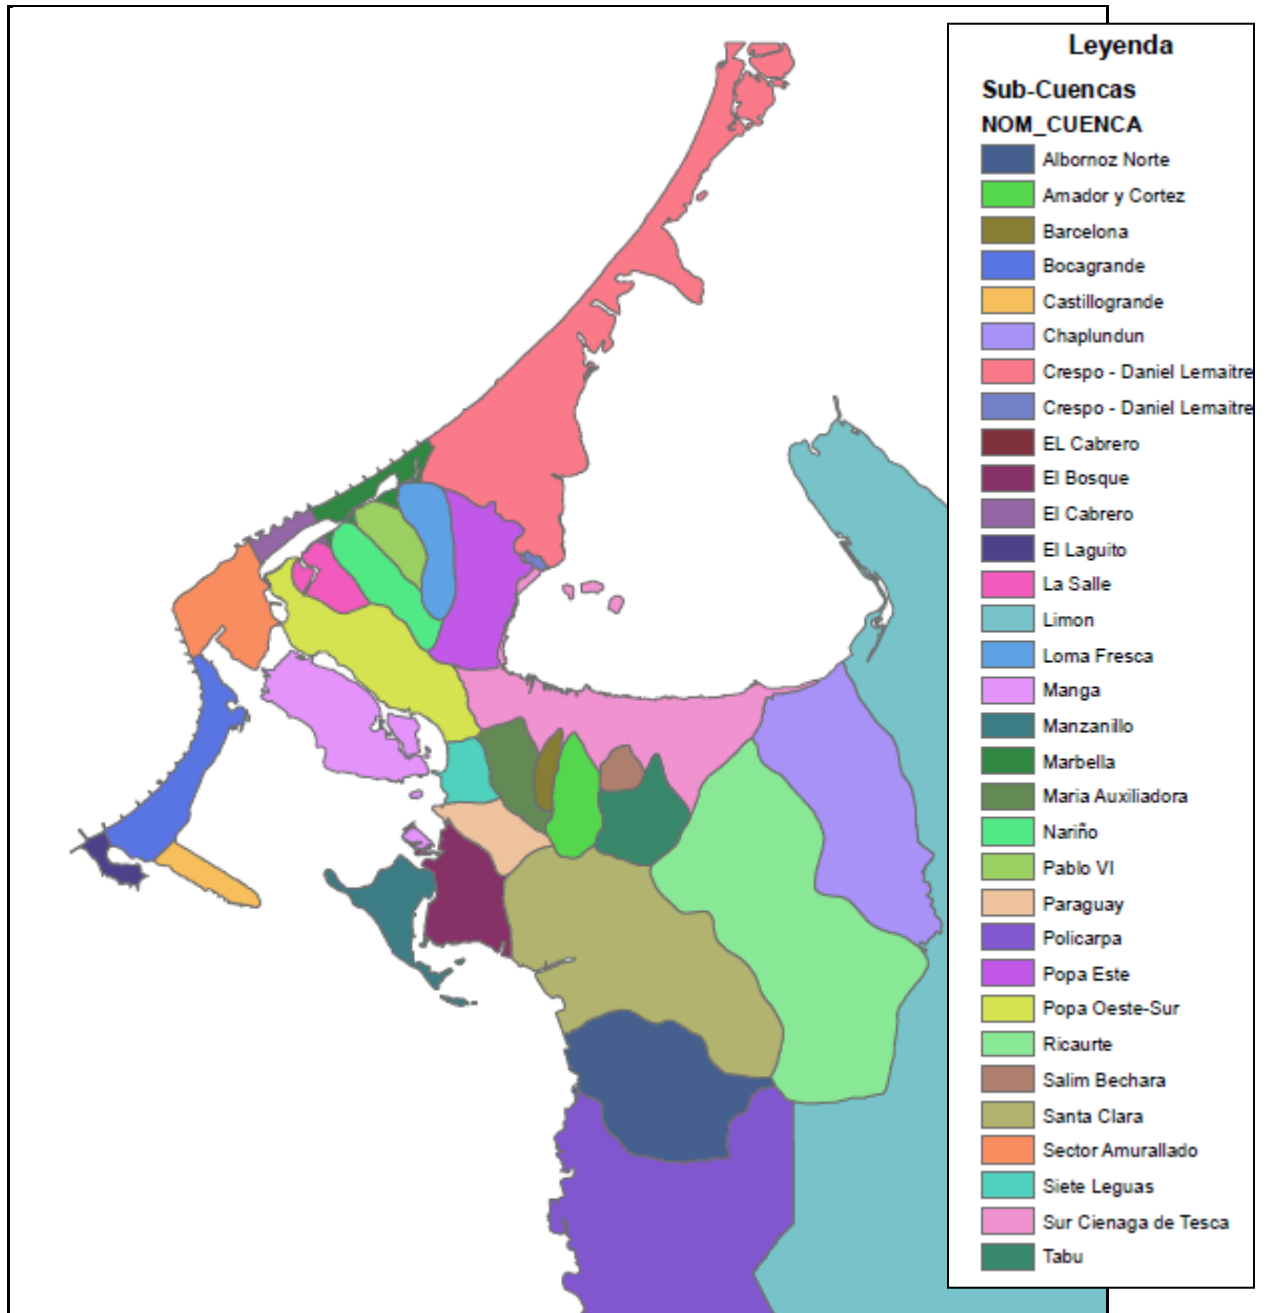 Leyenda
Sub-Cuencas
NOM_CUENCA
Albornoz Norte
Amador y Cortez
Barcelona
Bocagrande
Castillogrande
Chaplundun
Crespo - Daniel Lemaitre
Crespo - Daniel Lemaitre
EL Cabrero
El Bosque
El Cabrero
El Laguito
La Salle
Limon
Loma Fresca
Manga
Manzanillo
Marbella
Maria Auxiliadora
Nariño
Pablo VI
Paraguay
Policarpa
Popa Este
Popa Oeste-Sur
Ricaurte
Salim Bechara
Santa Clara
Sector Amurallado
Siete Leguas
Sur Cienaga de Tesca
Tabu